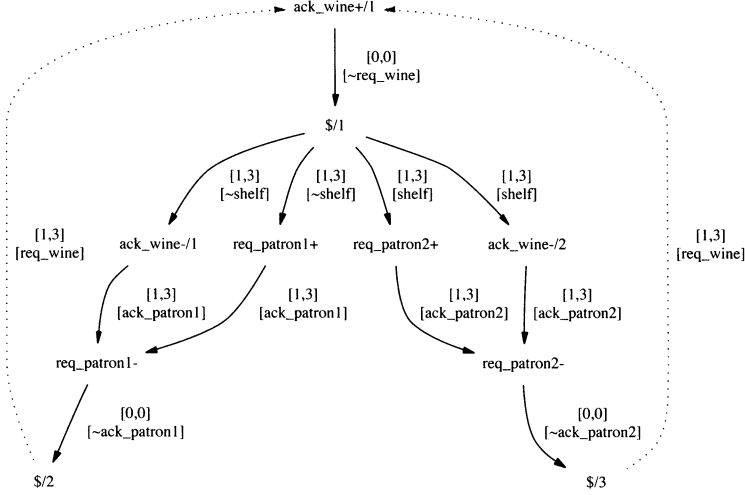 ack_wine+/1
[0,0]
[~req_wine]
$/1
[1,3]
[~shelf]
[1,3]
[~shelf]
[1,3]
[shelf]
[1,3]
[shelf]
[1,3]
[req_wine]
ack_wine-/1
req_patron1+
req_patron2+
ack_wine-/2
[1,3]
[req_wine]
[1,3]
[ack_patron1]
[1,3]
[ack_patron1]
[1,3]
[ack_patron2]
[1,3]
[ack_patron2]
req_patron1-
req_patron2-
[0,0]
[~ack_patron1]
[0,0]
[~ack_patron2]
$/2
$/3